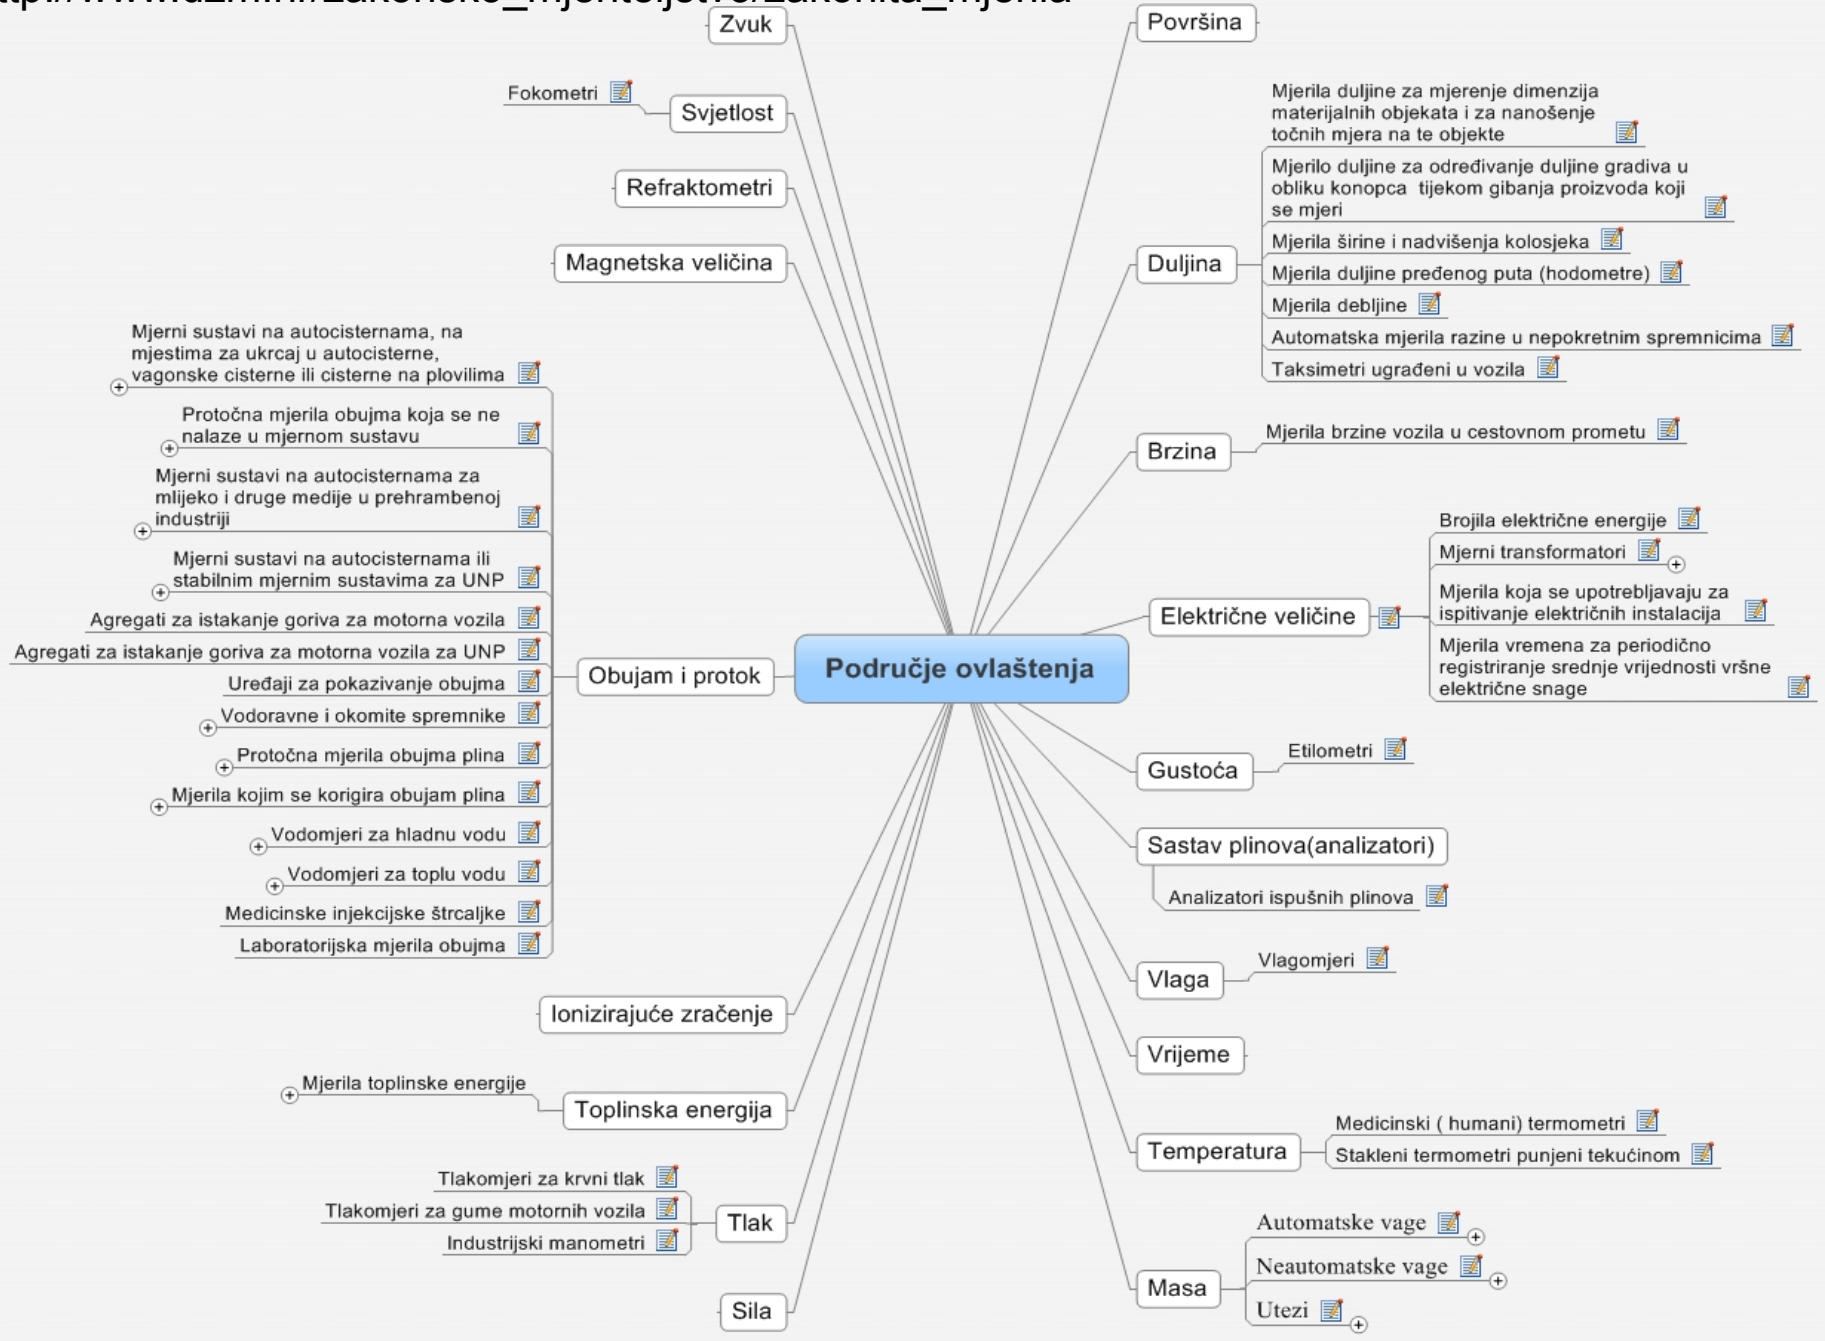 Zvuk
Fokometri
Svjetlost
Refraktometri
Magnetska veličina
Mjerni sustavi na autocisternama, na
mjestima za ukrcaj u autocisterne,
vagonske cisterne ili cisterne na plovilima
Protočna mjerila obujma koja se ne
nalaze u mjernom sustavu
Mjerni sustavi na autocisternama za
mlijeko i druge medije u prehrambenoj
industriji
Mjerni sustavi na autocisternama ili
stabilnim mjernim sustavima za UNP
Agregati za istakanje goriva za motorna vozila
Agregati za istakanje goriva za motorna vozila za UNP
Uređaji za pokazivanje obujma
Vodoravne i okomite spremnike
Protočna mjerila obujma plina
Mjerila kojim se korigira obujam plina
Vodomjeri za hladnu vodu
Vodomjeri za toplu vodu
Medicinske injekcijske štrcaljke
Laboratorijska mjerila obujma
Obujam i protok
Ionizirajuće zračenje
Mjerila toplinske energije
Toplinska energija
Tlakomjeri za krvni tlak
Tlakomjeri za gume motornih vozila
Industrijski manometri
Tlak
Sila
Područje ovlaštenja
Površina
Duljina
Mjerila duljine za mjerenje dimenzija
materijalnih objekata i za nanošenje
točnih mjera na te objekte
Mjerilo duljine za određivanje duljine gradiva u
obliku konopca tijekom gibanja proizvoda koji
se mjeri
Mjerila širine i nadvišenja kolosjeka
Mjerila duljine pređenog puta (hodometre)
Mjerila debljine
Automatska mjerila razine u nepokretnim spremnicima
Taksimetri ugrađeni u vozila
Brzina
Mjerila brzine vozila u cestovnom prometu
Električne veličine
Brojila električne energije
Mjerni transformatori
Mjerila koja se upotrebljavaju za
ispitivanje električnih instalacija
Mjerila vremena za periodično
registriranje srednje vrijednosti vršne
električne snage
Gustoća
Etilometri
Sastav plinova(analizatori)
Analizatori ispušnih plinova
Vlaga
Vlagomjeri
Vrijeme
Temperatura
Medicinski ( humani) termometri
Stakleni termometri punjeni tekućinom
Masa
Automatske vage
Neautomatske vage
Utezi